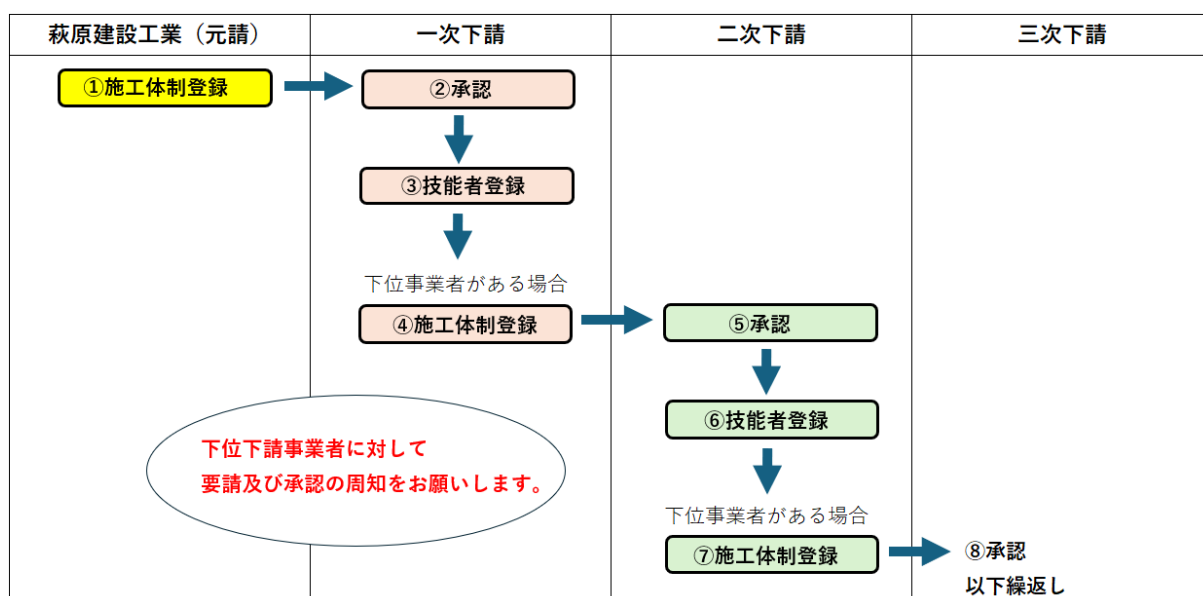 萩原建設工業（元請）
一次下請
二次下請
三次下請
①施工体制登録
②承認
③技能者登録
下位事業者がある場合
④施工体制登録
⑤承認
⑥技能者登録
下位下請事業者に対して
要請及び承認の周知をお願いします。
下位事業者がある場合
⑦施工体制登録
⑧承認
以下繰返し